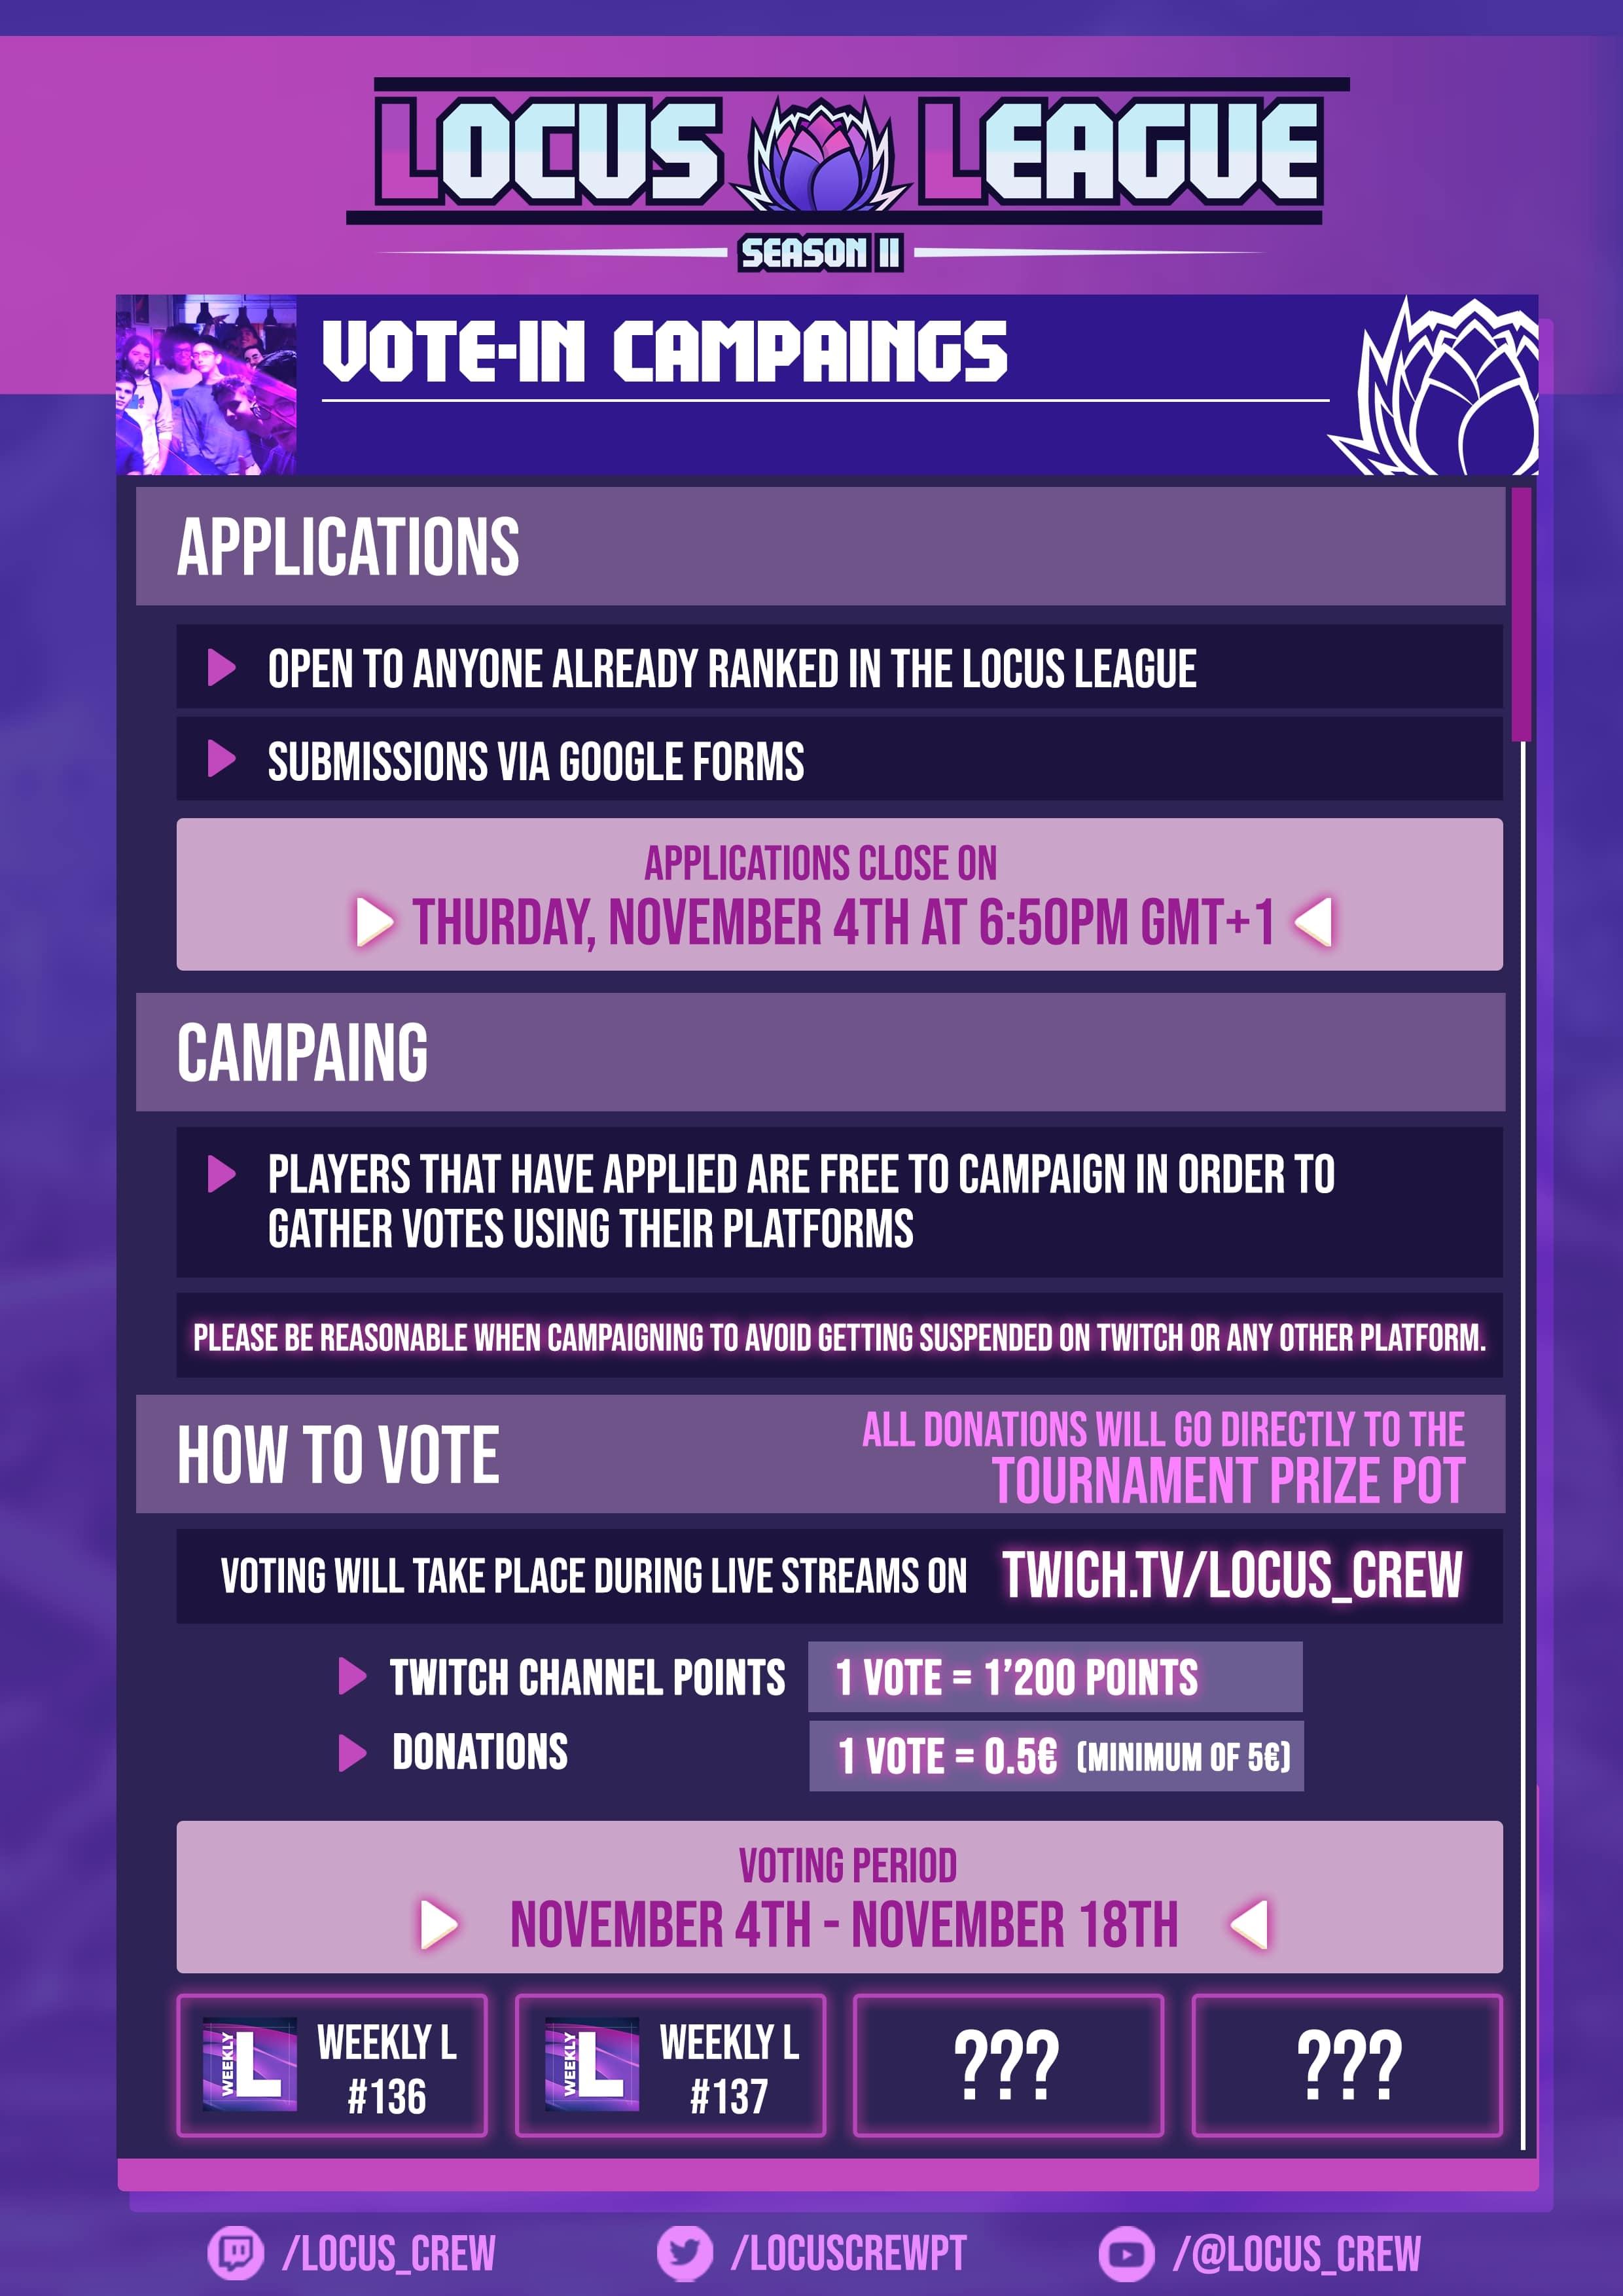 LOCUS LEAGUE
SEASON II
VOTE-IN CAMPAINGS
APPLICATIONS
OPEN TO ANYONE ALREADY RANKED IN THE LOCUS LEAGUE
SUBMISSIONS VIA GOOGLE FORMS
APPLICATIONS CLOSE ON
THURDAY, NOVEMBER 4TH AT 6:50PM GMT+1
CAMPAING
PLAYERS THAT HAVE APPLIED ARE FREE TO CAMPAIGN IN ORDER TO
GATHER VOTES USING THEIR PLATFORMS
PLEASE BE REASONABLE WHEN CAMPAIGNING TO AVOID GETTING SUSPENDED ON TWITCH OR ANY OTHER PLATFORM.
HOW TO VOTE
ALL DONATIONS WILL GO DIRECTLY TO THE
TOURNAMENT PRIZE POT
VOTING WILL TAKE PLACE DURING LIVE STREAMS ON TWICH.TV/LOCUS_CREW
TWITCH CHANNEL POINTS 1 VOTE = 1’200 POINTS
DONATIONS 1 VOTE = 0.5€ (MINIMUM OF 5€)
VOTING PERIOD
NOVEMBER 4TH - NOVEMBER 18TH
WEEKLY L
WEEKLY L
#136
WEEKLY L
WEEKLY L
#137
???
???
/LOCUS_CREW
/LOCUSCREWPT
/@LOCUS_CREW